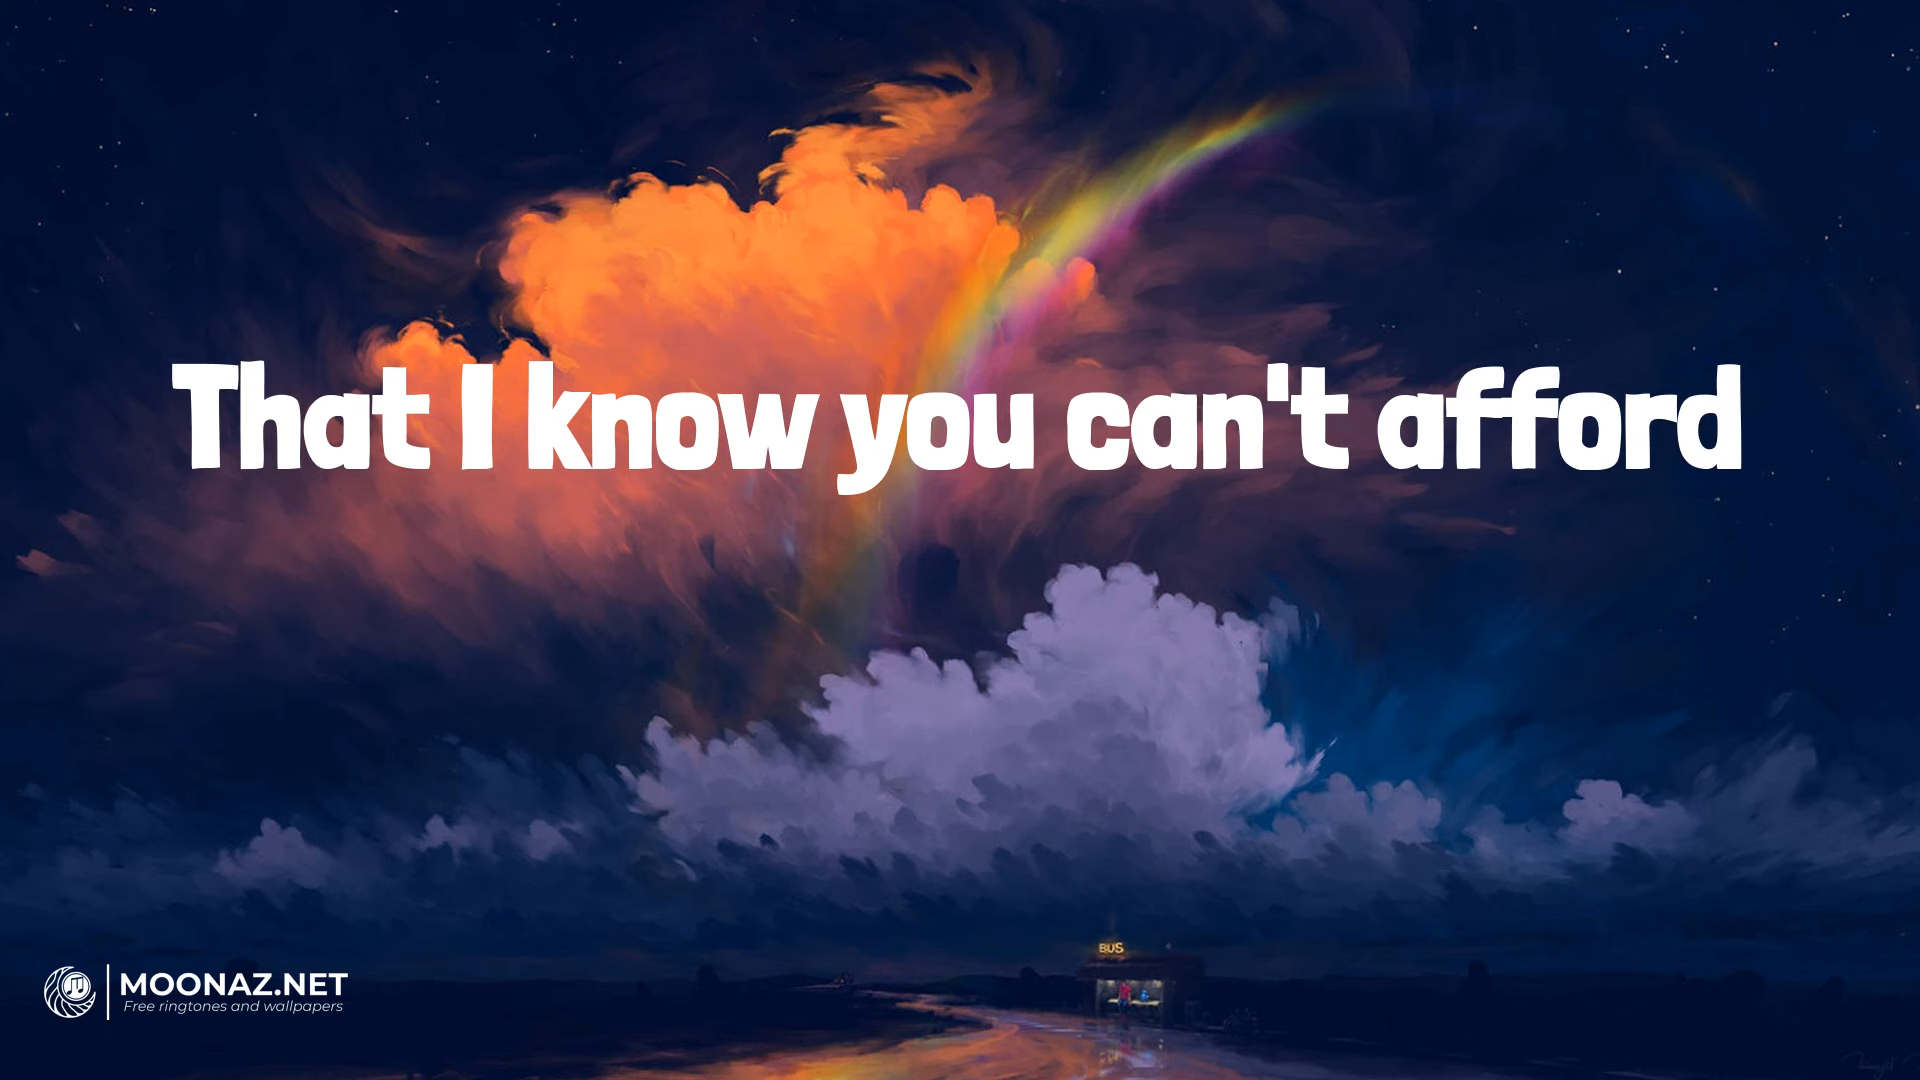 That I know you can't afford
BUS
MOONAZ.NET
Free ringtones and wallpapers